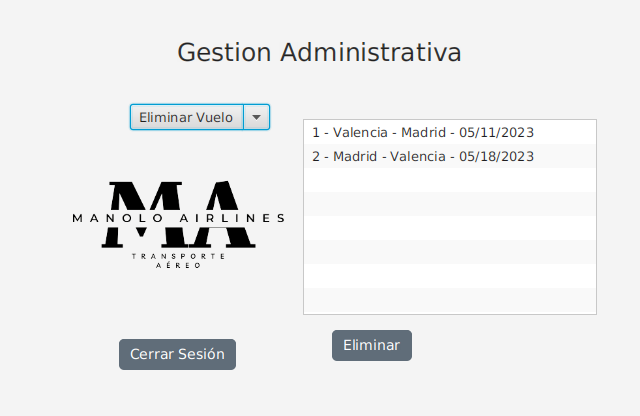 Gestion Administrativa
Eliminar Vuelo
1 - Valencia - Madrid - 05/11/2023
2 - Madrid - Valencia - 05/18/2023
MA
MANOLO AIRLINES
TRANSPORTE
AÉREO
Cerrar Sesión
Eliminar